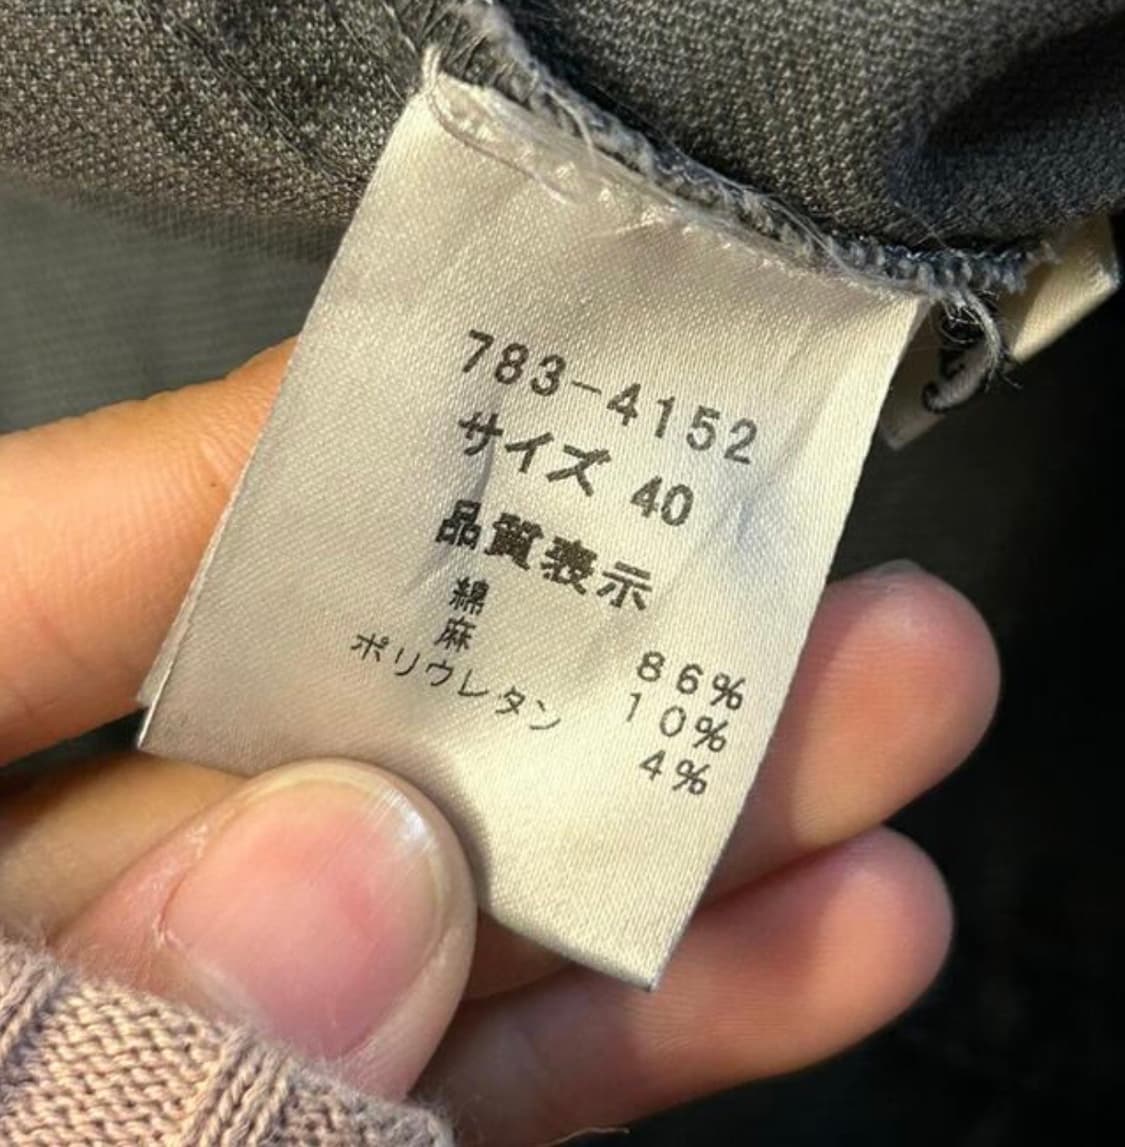 783-4152
サイズ 40
品質表示
綿 86%
麻 10%
ポリウレタン 4%